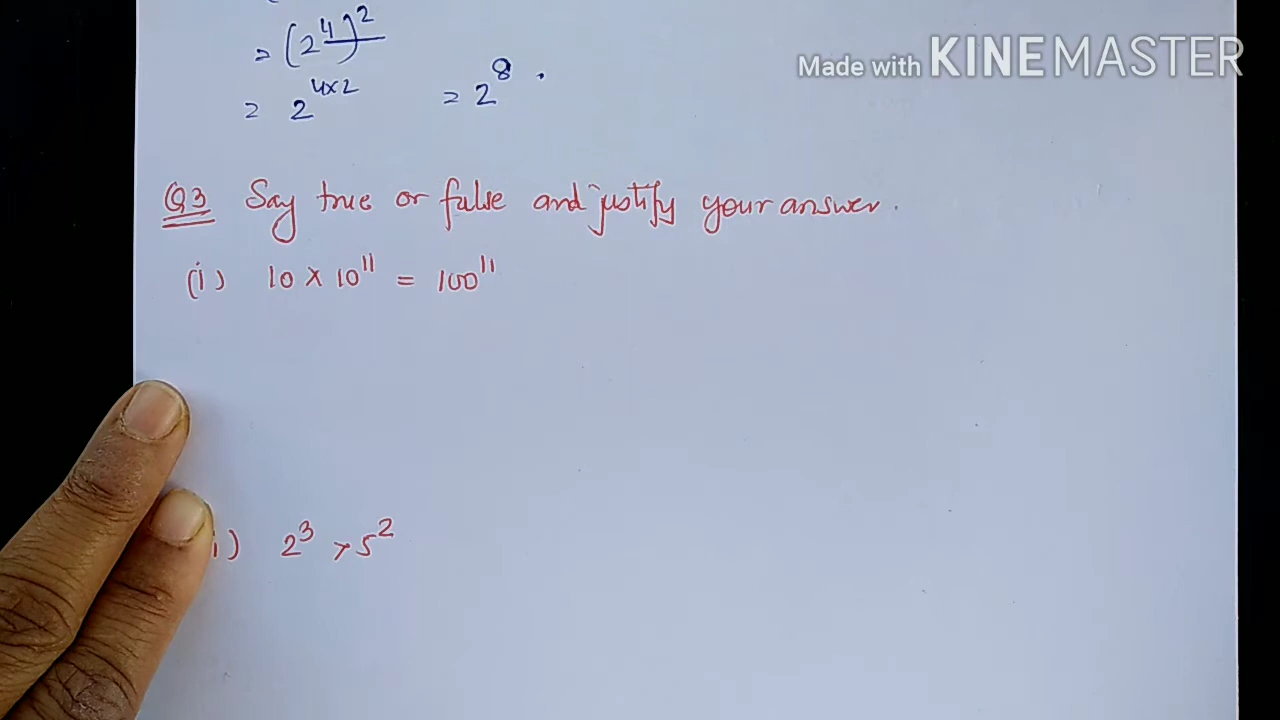 = (2⁴)²
Made with KINEMASTER
= 2⁴ˣ² = 2⁸.
Q3 Say true or false and justify your answer.
(i) 10 × 10¹¹ = 100¹¹
i) 2³ > 5²